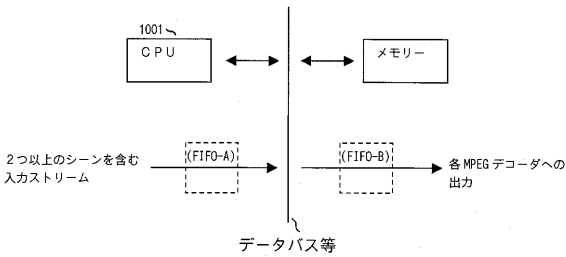 1001
ＣＰＵ
メモリー
２つ以上のシーンを含む
入力ストリーム
(FIFO-A)
(FIFO-B)
各MPEGデコーダへの
出力
データバス等